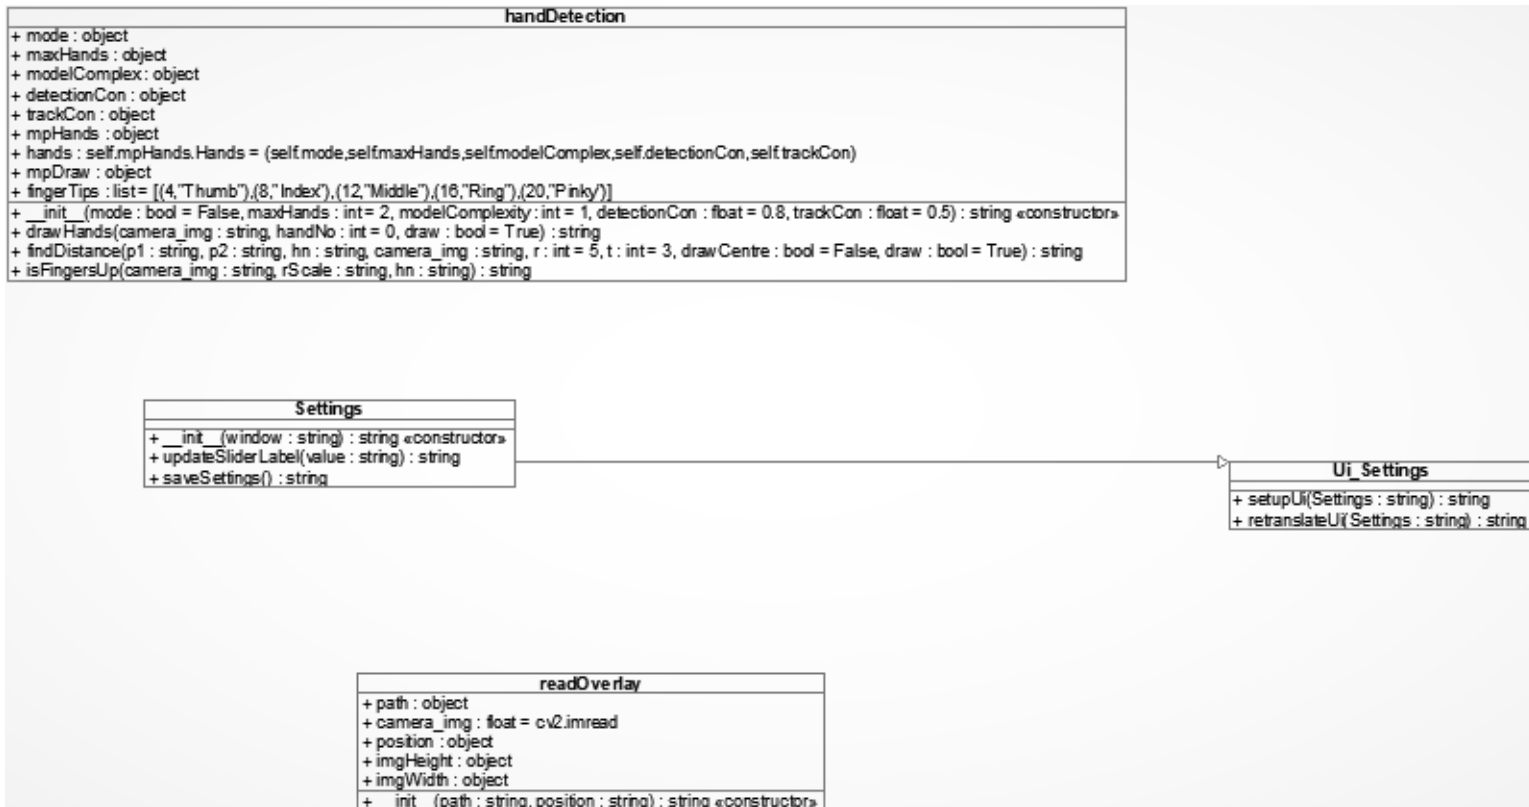 handDetection
+ mode : object
+ maxHands : object
+ modelComplex : object
+ detectionCon : object
+ trackCon : object
+ mpHands : object
+ hands : self.mpHands.Hands = (self.mode,self.maxHands,self.modelComplex,self.detectionCon,self.trackCon)
+ mpDraw : object
+ fingerTips : list = [(4,"Thumb"),(8,"Index"),(12,"Middle"),(16,"Ring"),(20,"Pinky")]
+ __init__(mode : bool = False, maxHands : int = 2, modelComplexity : int = 1, detectionCon : float = 0.8, trackCon : float = 0.5) : string «constructor»
+ drawHands(camera_img : string, handNo : int = 0, draw : bool = True) : string
+ findDistance(p1 : string, p2 : string, hn : string, camera_img : string, r : int = 5, t : int = 3, drawCentre : bool = False, draw : bool = True) : string
+ isFingersUp(camera_img : string, rScale : string, hn : string) : string
Settings
+ __init__(window : string) : string «constructor»
+ updateSliderLabel(value : string) : string
+ saveSettings() : string
Ui_Settings
+ setupUi(Settings : string) : string
+ retranslateUi(Settings : string) : string
readOverlay
+ path : object
+ camera_img : float = cv2.imread
+ position : object
+ imgHeight : object
+ imgWidth : object
+ __init__(path : string, position : string) : string «constructor»